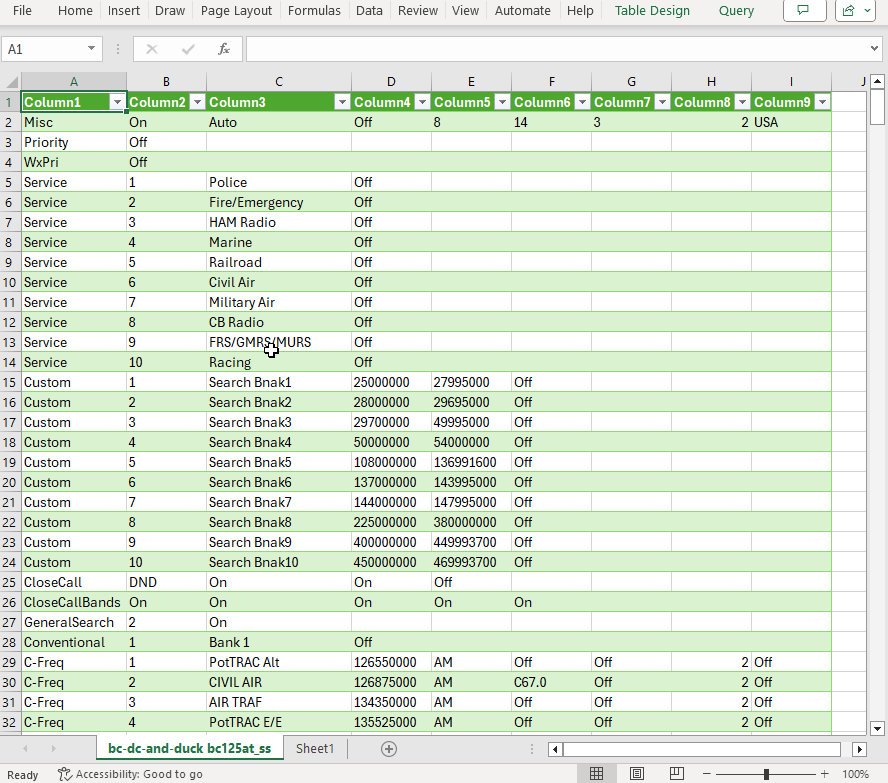 File Home Insert Draw Page Layout Formulas Data Review View Automate Help Table Design Query
A1 fx
A B C D E F G H I J
1 Column1 Column2 Column3 Column4 Column5 Column6 Column7 Column8 Column9
2 Misc On Auto Off 8 14 3 2 USA
3 Priority Off
4 WxPri Off
5 Service 1 Police Off
6 Service 2 Fire/Emergency Off
7 Service 3 HAM Radio Off
8 Service 4 Marine Off
9 Service 5 Railroad Off
10 Service 6 Civil Air Off
11 Service 7 Military Air Off
12 Service 8 CB Radio Off
13 Service 9 FRS/GMRS/MURS Off
14 Service 10 Racing Off
15 Custom 1 Search Bnak1 25000000 27995000 Off
16 Custom 2 Search Bnak2 28000000 29695000 Off
17 Custom 3 Search Bnak3 29700000 49995000 Off
18 Custom 4 Search Bnak4 50000000 54000000 Off
19 Custom 5 Search Bnak5 108000000 136991600 Off
20 Custom 6 Search Bnak6 137000000 143995000 Off
21 Custom 7 Search Bnak7 144000000 147995000 Off
22 Custom 8 Search Bnak8 225000000 380000000 Off
23 Custom 9 Search Bnak9 400000000 449993700 Off
24 Custom 10 Search Bnak10 450000000 469993700 Off
25 CloseCall DND On On Off
26 CloseCallBands On On On On On
27 GeneralSearch 2 On
28 Conventional 1 Bank 1 Off
29 C-Freq 1 PotTRAC Alt 126550000 AM Off Off 2 Off
30 C-Freq 2 CIVIL AIR 126875000 AM C67.0 Off 2 Off
31 C-Freq 3 AIR TRAF 134350000 AM Off Off 2 Off
32 C-Freq 4 PotTRAC E/E 135525000 AM Off Off 2 Off
bc-dc-and-duck bc125at_ss Sheet1
Ready Accessibility: Good to go 100%